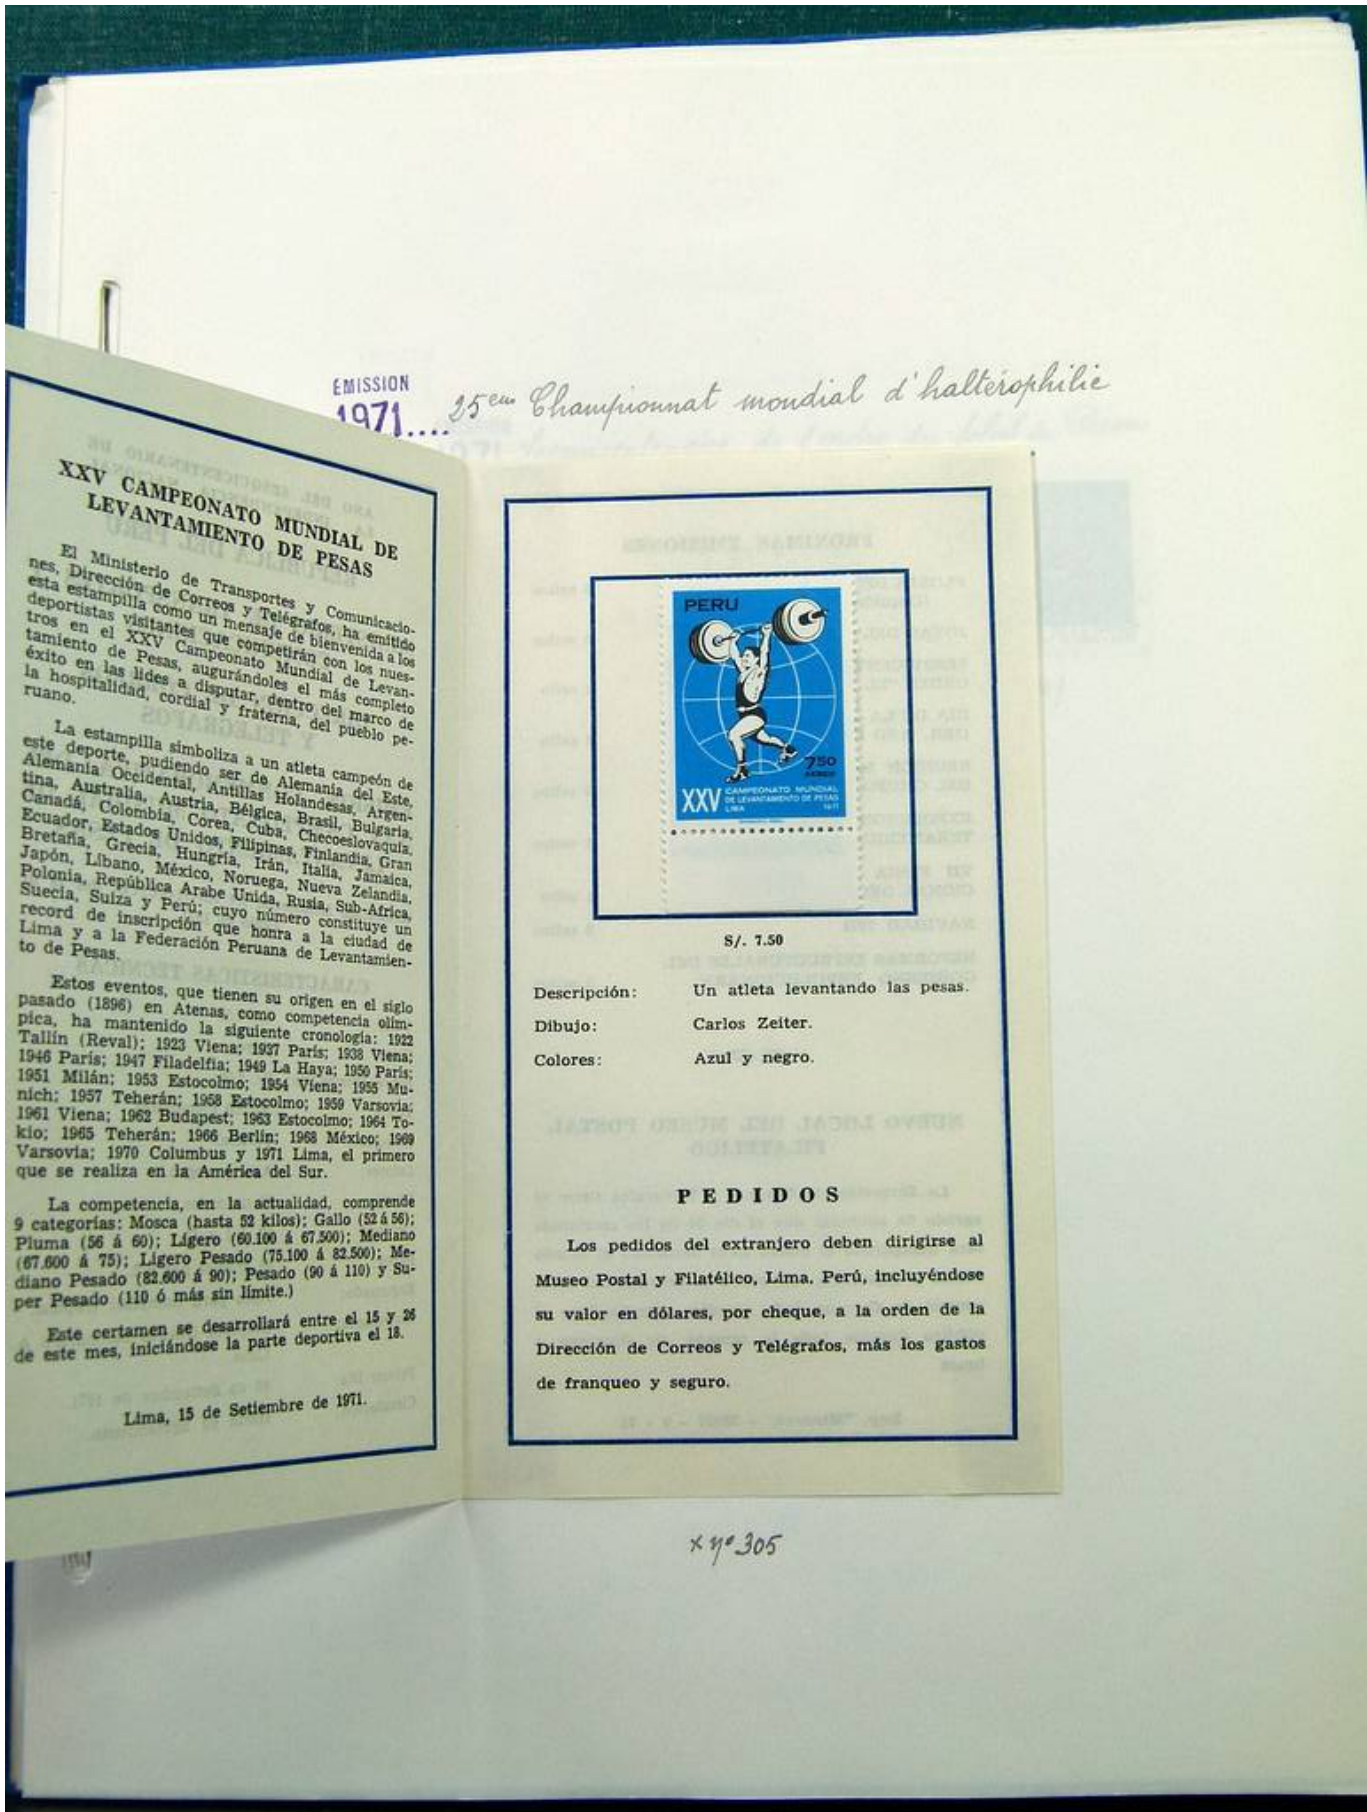 EMISSION
1971.... 25eme Championnat mondial d'haltérophilie
XXV CAMPEONATO MUNDIAL DE
LEVANTAMIENTO DE PESAS
El Ministerio de Transportes y Comunicacio-
nes, Dirección de Correos y Telégrafos, ha emitido
esta estampilla como un mensaje de bienvenida a los
deportistas visitantes que competirán con los nues-
tros en el XXV Campeonato Mundial de Levan-
tamiento de Pesas, augurándoles el más completo
éxito en las lides a disputar, dentro del marco de
la hospitalidad, cordial y fraterna, del pueblo pe-
ruano.
La estampilla simboliza a un atleta campeón de
este deporte, pudiendo ser de Alemania del Este,
Alemania Occidental, Antillas Holandesas, Argen-
tina, Australia, Austria, Bélgica, Brasil, Bulgaria,
Canadá, Colombia, Corea, Cuba, Checoeslovaquia,
Ecuador, Estados Unidos, Filipinas, Finlandia, Gran
Bretaña, Grecia, Hungría, Irán, Italia, Jamaica,
Japón, Líbano, México, Noruega, Nueva Zelandia,
Polonia, República Arabe Unida, Rusia, Sub-Africa,
Suecia, Suiza y Perú; cuyo número constituye un
record de inscripción que honra a la ciudad de
Lima y a la Federación Peruana de Levantamien-
to de Pesas.
Estos eventos, que tienen su origen en el siglo
pasado (1896) en Atenas, como competencia olím-
pica, ha mantenido la siguiente cronología: 1922
Tallín (Reval); 1923 Viena; 1937 París; 1938 Viena;
1946 París; 1947 Filadelfia; 1949 La Haya; 1950 París;
1951 Milán; 1953 Estocolmo; 1954 Viena; 1955 Mu-
nich; 1957 Teherán; 1958 Estocolmo; 1959 Varsovia;
1961 Viena; 1962 Budapest; 1963 Estocolmo; 1964 To-
kio; 1965 Teherán; 1966 Berlín; 1968 México; 1969
Varsovia; 1970 Columbus y 1971 Lima, el primero
que se realiza en la América del Sur.
La competencia, en la actualidad, comprende
9 categorías: Mosca (hasta 52 kilos); Gallo (52 á 56);
Pluma (56 á 60); Lígero (60.100 á 67.500); Mediano
(67.600 á 75); Ligero Pesado (75.100 á 82.500); Me-
diano Pesado (82.600 á 90); Pesado (90 á 110) y Su-
per Pesado (110 ó más sin límite.)
Este certamen se desarrollará entre el 15 y 26
de este mes, iniciándose la parte deportiva el 18.
Lima, 15 de Setiembre de 1971.
PERU
750
AEREO
XXV CAMPEONATO MUNDIAL
DE LEVANTAMIENTO DE PESAS
LIMA 1971
S/. 7.50
Descripción: Un atleta levantando las pesas.
Dibujo: Carlos Zeiter.
Colores: Azul y negro.
PEDIDOS
Los pedidos del extranjero deben dirigirse al
Museo Postal y Filatélico, Lima, Perú, incluyéndose
su valor en dólares, por cheque, a la orden de la
Dirección de Correos y Telégrafos, más los gastos
de franqueo y seguro.
x nº 305